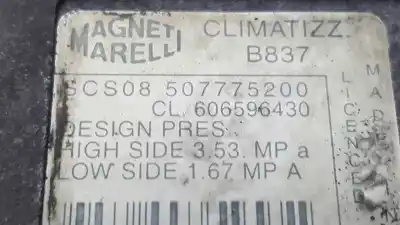 MAGNETI MARELLI
CLIMATIZZ.
B837
SCS08 507775200
CL. 606596430
DESIGN PRES.
HIGH SIDE 3.53. MP a
LOW SIDE 1.67 MP A
LICENCE